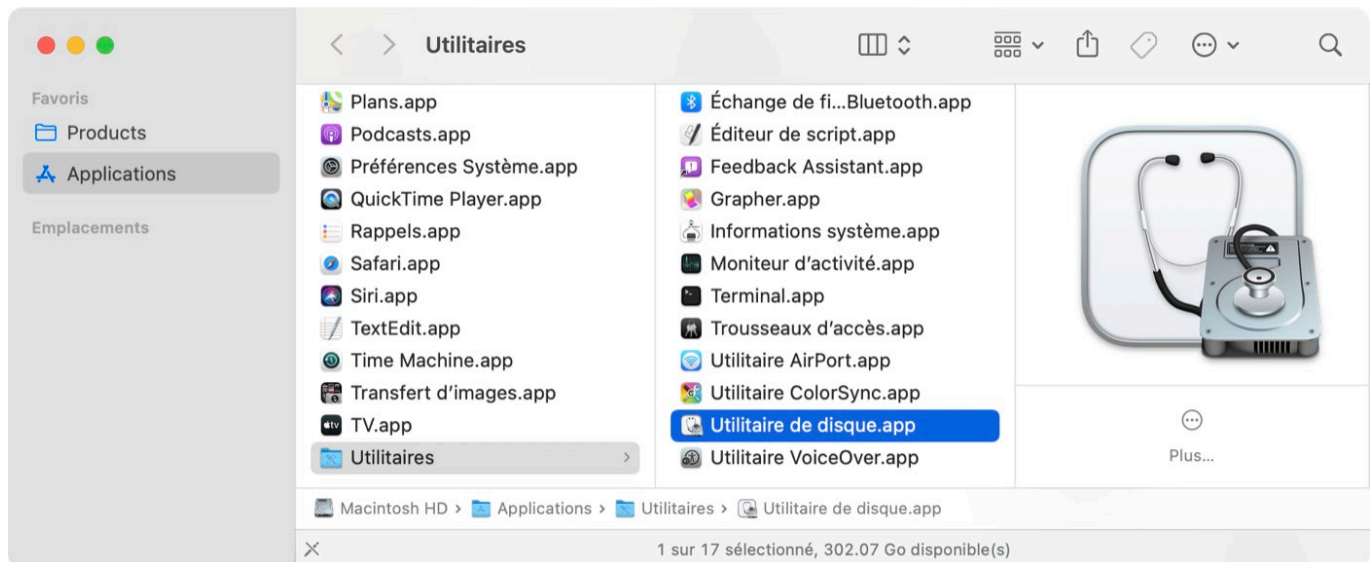 Utilitaires
Favoris
Products
Applications
Emplacements
Plans.app
Podcasts.app
Préférences Système.app
QuickTime Player.app
Rappels.app
Safari.app
Siri.app
TextEdit.app
Time Machine.app
Transfert d’images.app
TV.app
Utilitaires
Échange de fi...Bluetooth.app
Éditeur de script.app
Feedback Assistant.app
Grapher.app
Informations système.app
Moniteur d’activité.app
Terminal.app
Trousseaux d’accès.app
Utilitaire AirPort.app
Utilitaire ColorSync.app
Utilitaire de disque.app
Utilitaire VoiceOver.app
Plus...
Macintosh HD › Applications › Utilitaires › Utilitaire de disque.app
1 sur 17 sélectionné, 302.07 Go disponible(s)